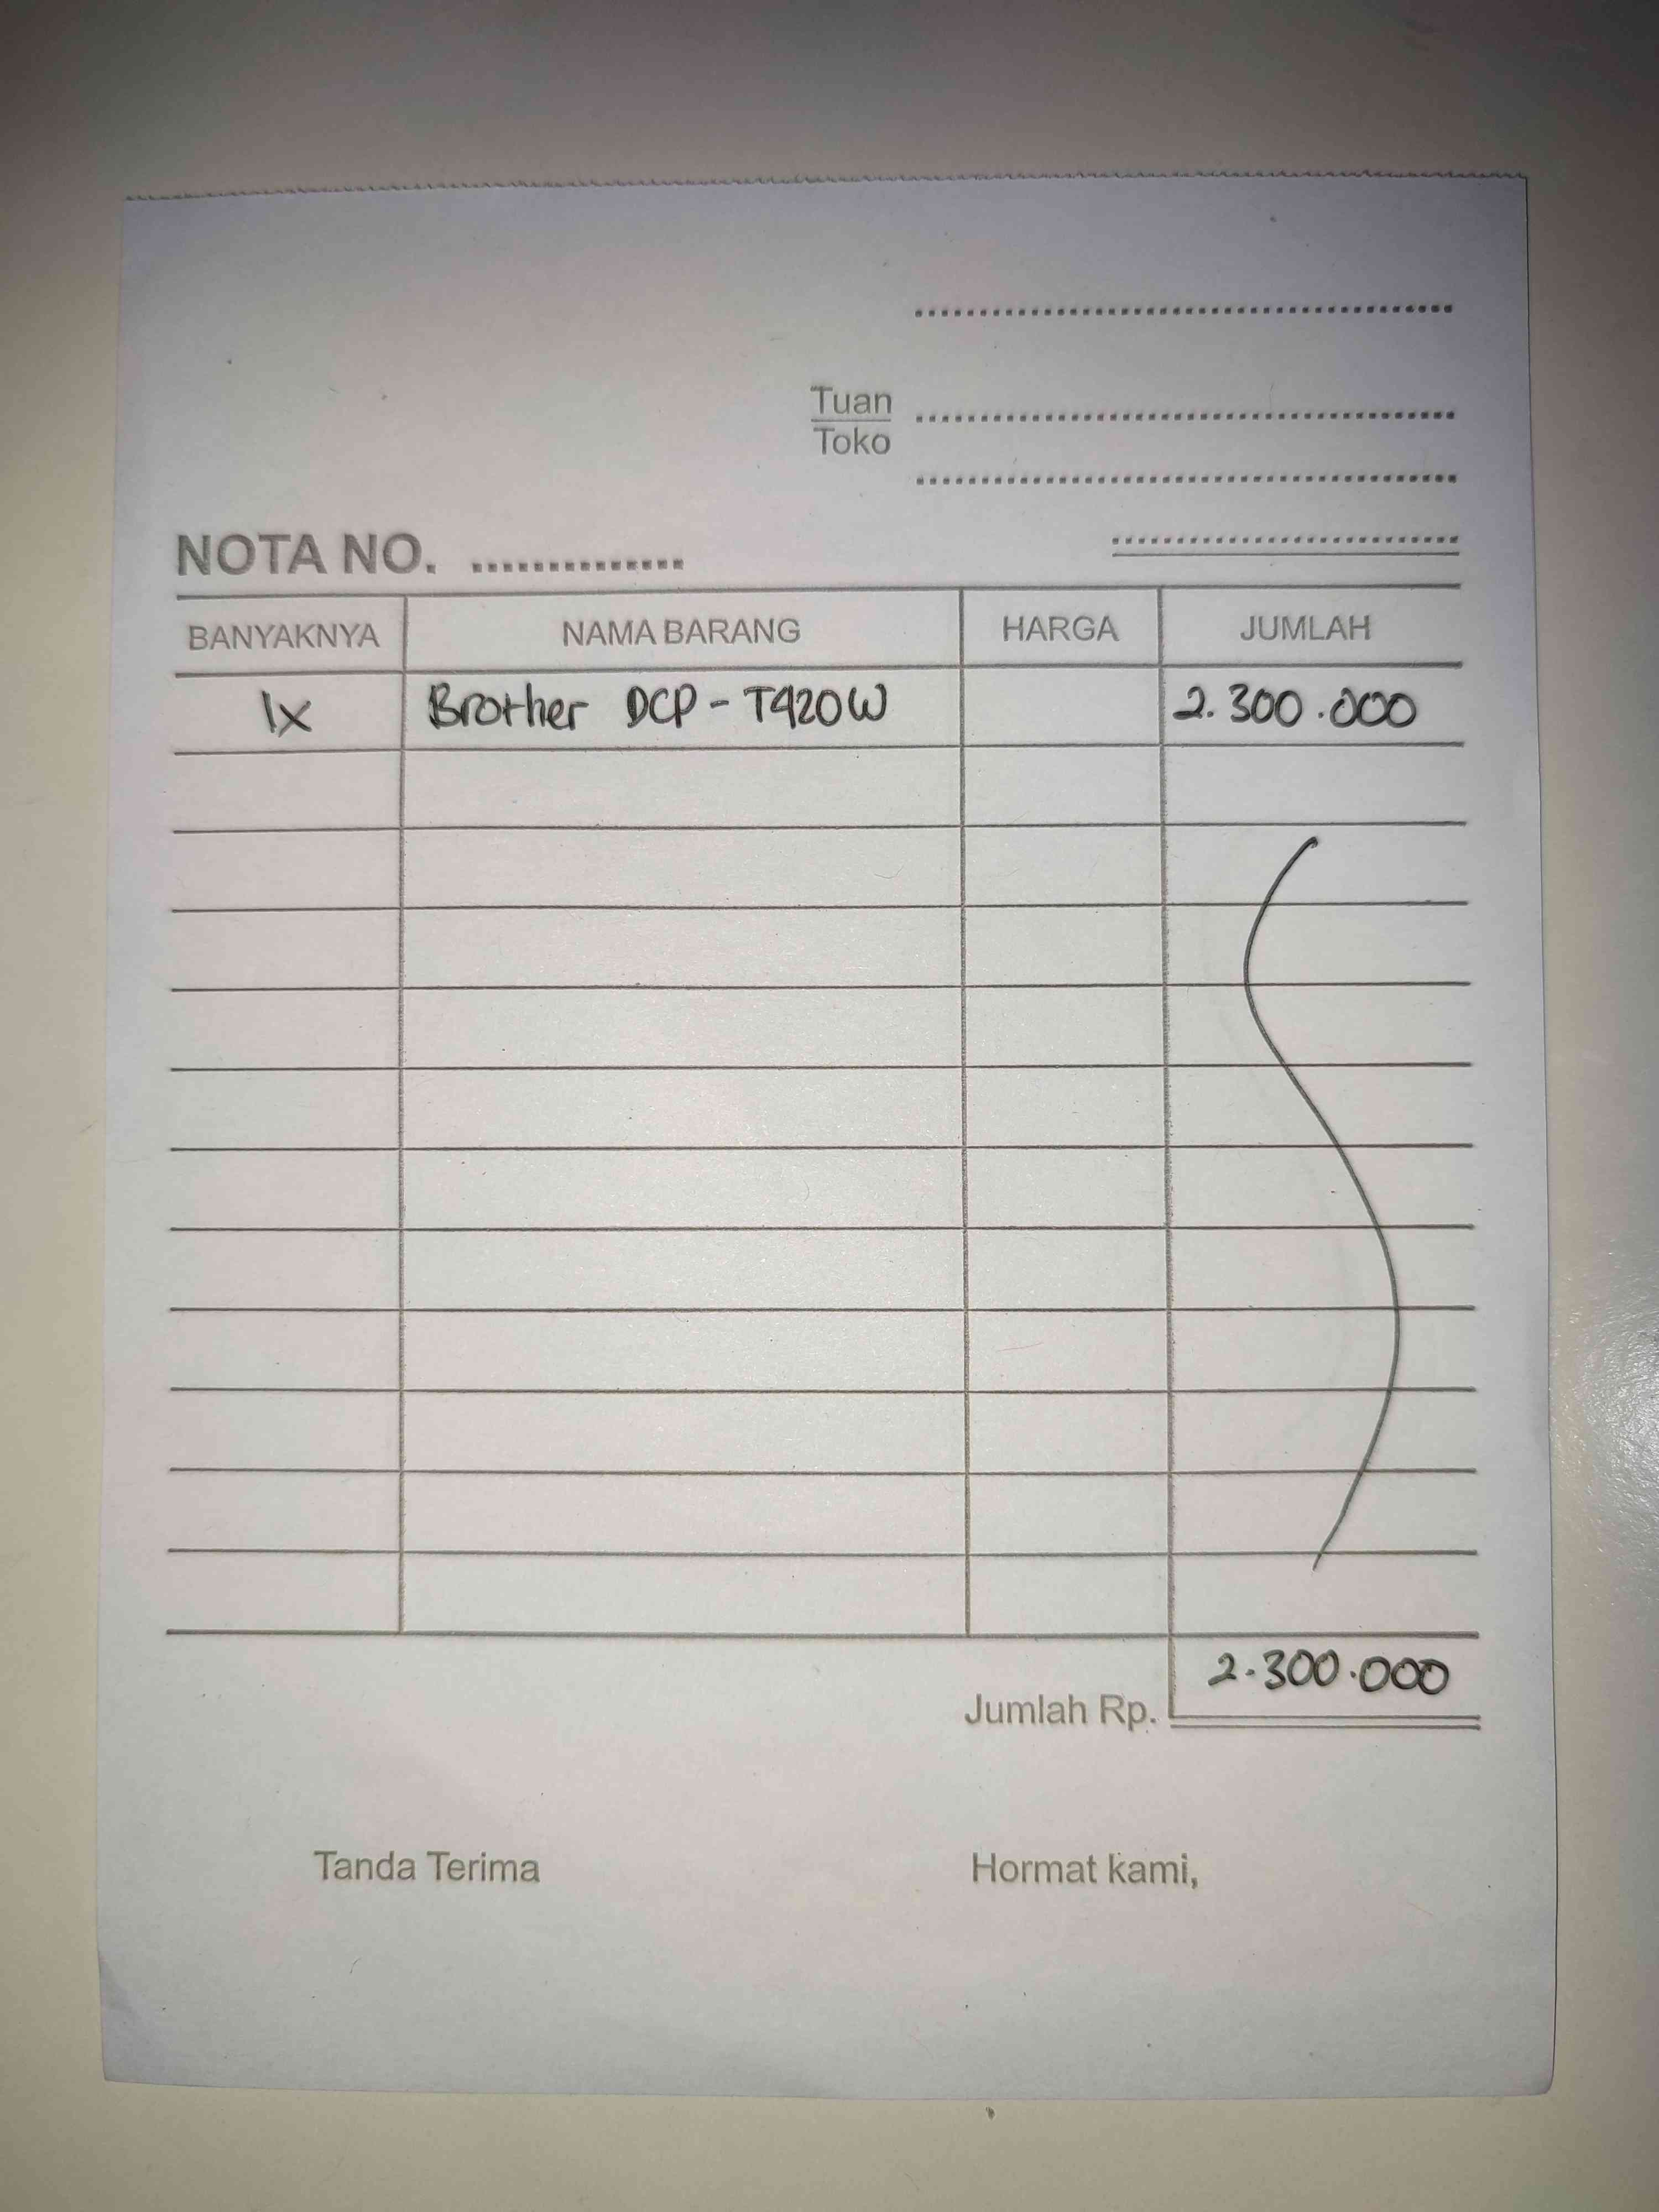 Tuan
Toko
NOTA NO. ..............
BANYAKNYA NAMA BARANG HARGA JUMLAH
1x Brother DCP - T420W 2.300.000
Jumlah Rp. 2.300.000
Tanda Terima Hormat kami,